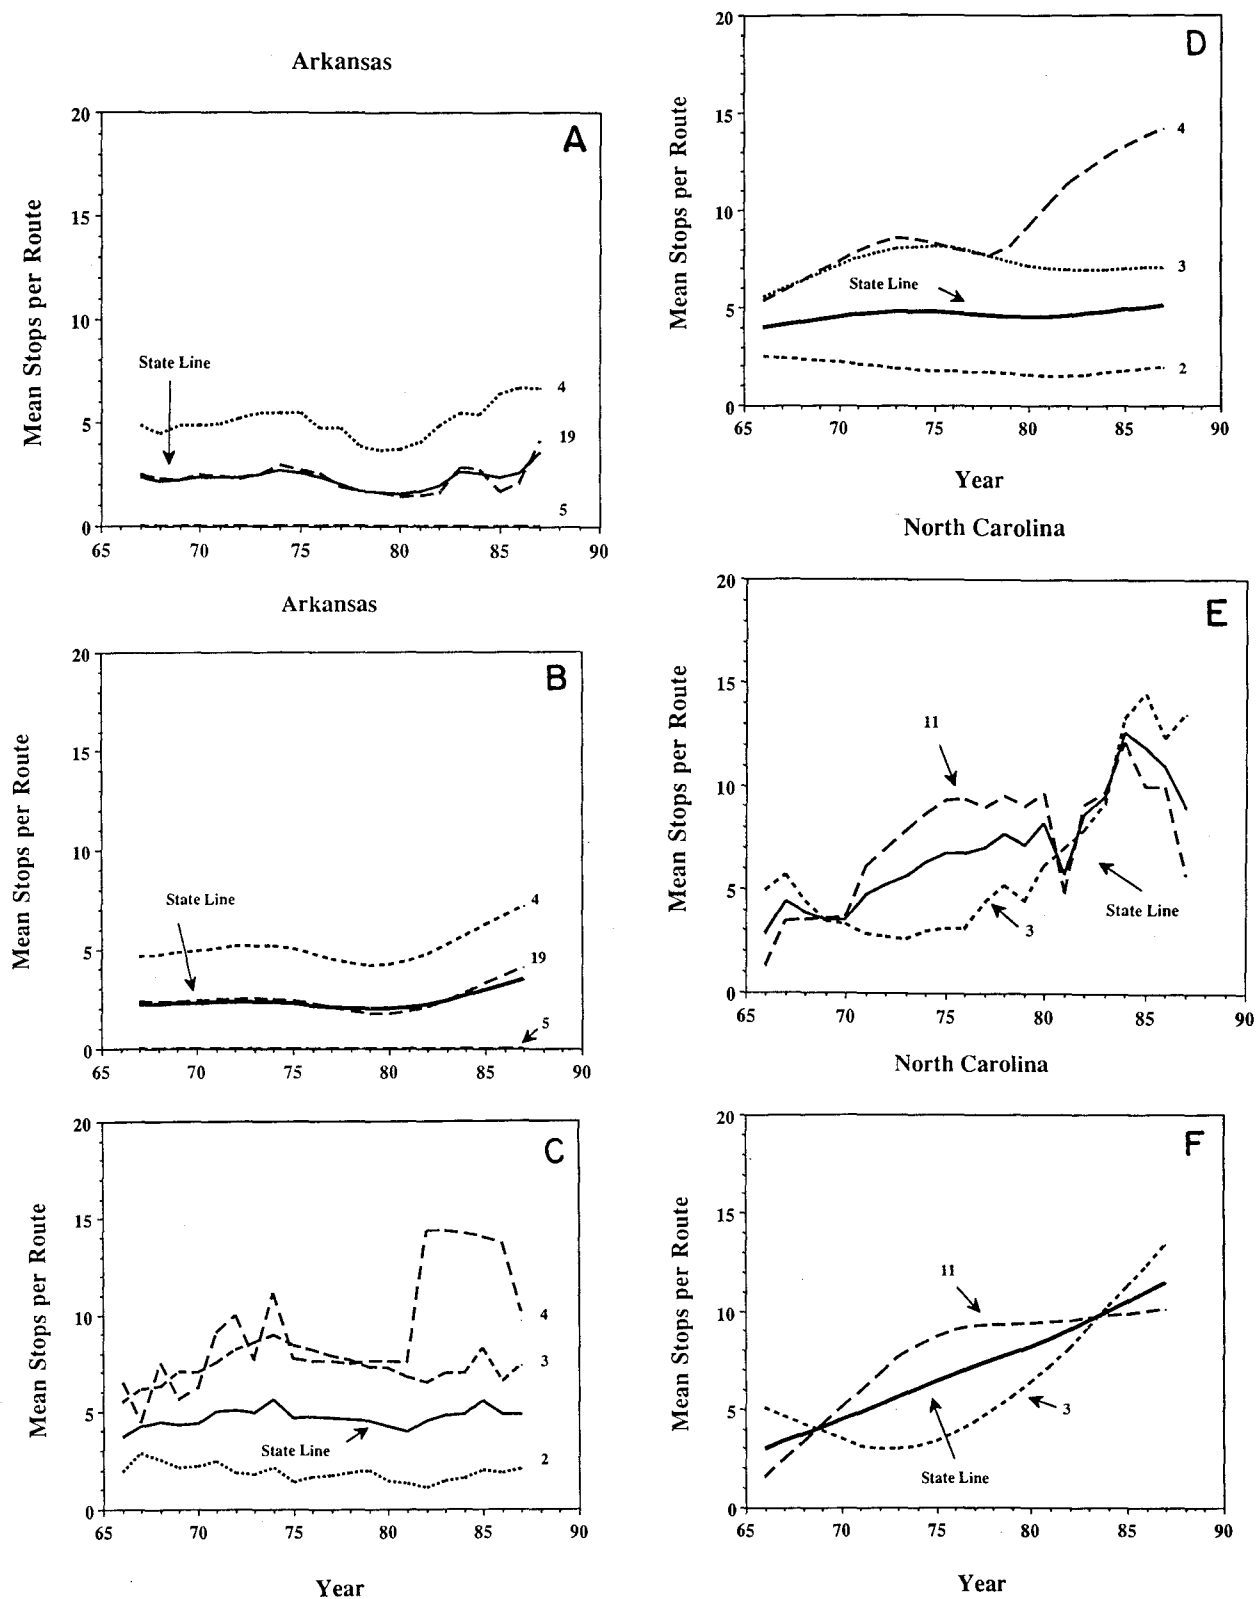 Arkansas
A
Mean Stops per Route
20
15
10
5
0
State Line
4
19
5
65 70 75 80 85 90
Arkansas
B
Mean Stops per Route
20
15
10
5
0
State Line
4
19
5
65 70 75 80 85 90
C
Mean Stops per Route
20
15
10
5
0
4
3
State Line
2
65 70 75 80 85 90
Year
D
Mean Stops per Route
20
15
10
5
0
4
3
State Line
2
65 70 75 80 85 90
Year
North Carolina
E
Mean Stops per Route
20
15
10
5
0
11
State Line
3
65 70 75 80 85 90
North Carolina
F
Mean Stops per Route
20
15
10
5
0
11
3
State Line
65 70 75 80 85 90
Year